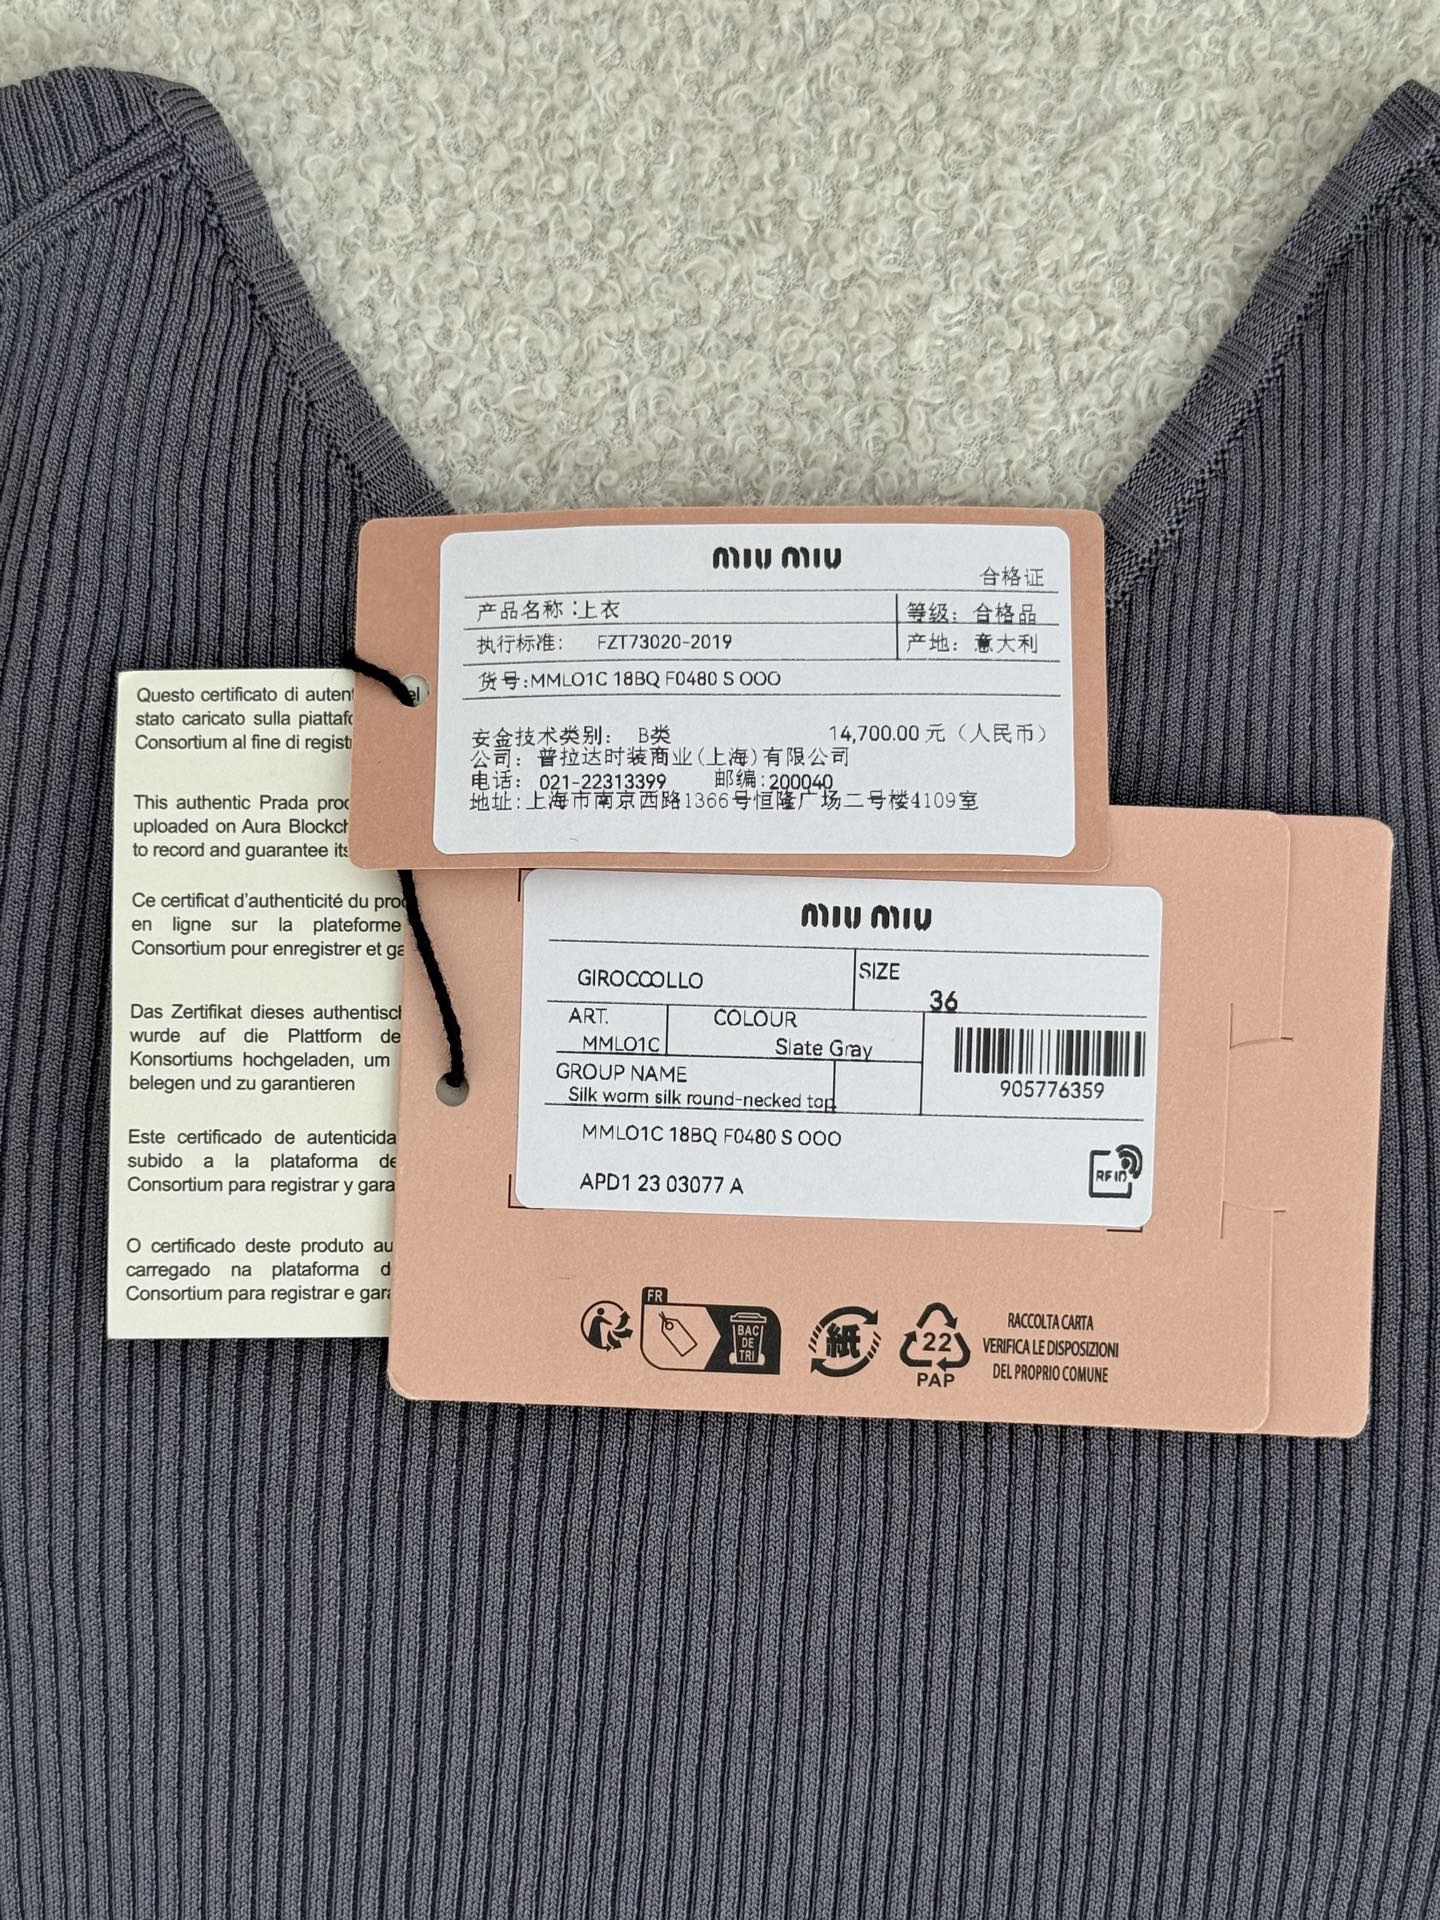 MIU MIU
合格证
产品名称：上衣
等级： 合格品
执行标准： FZT73020-2019
产地： 意大利
货号:MMLO1C 18BQ F0480 S OOO
安金技术类别： B类
14,700.00 元（人民币）
公司： 普拉达时装商业(上海)有限公司
电话： 021-22313399 邮编:200040
地址:上海市南京西路1366号恒隆广场二号楼4109室
Questo certificato di auten el
stato caricato sulla piattafo
Consortium al fine di registr
This authentic Prada prod
uploaded on Aura Blockch
to record and guarantee its
Ce certificat d'authenticité du proc
en ligne sur la plateforme
Consortium pour enregistrer et ga
Das Zertifikat dieses authentisch
wurde auf die Plattform de
Konsortiums hochgeladen, um
belegen und zu garantieren
Este certificado de autenticida
subido a la plataforma de
Consortium para registrar y gara
O certificado deste produto au
carregado na plataforma d
Consortium para registrar e gara
MIU MIU
GIROCCOLLO
SIZE
36
ART.
MMLO1C
COLOUR
Slate Gray
GROUP NAME
Silk worm silk round-necked top
905776359
MMLO1C 18BQ F0480 S OOO
APD1 23 03077 A
RFID
FR
BAC
DE
TRI
紙
22
PAP
RACCOLTA CARTA
VERIFICA LE DISPOSIZIONI
DEL PROPRIO COMUNE